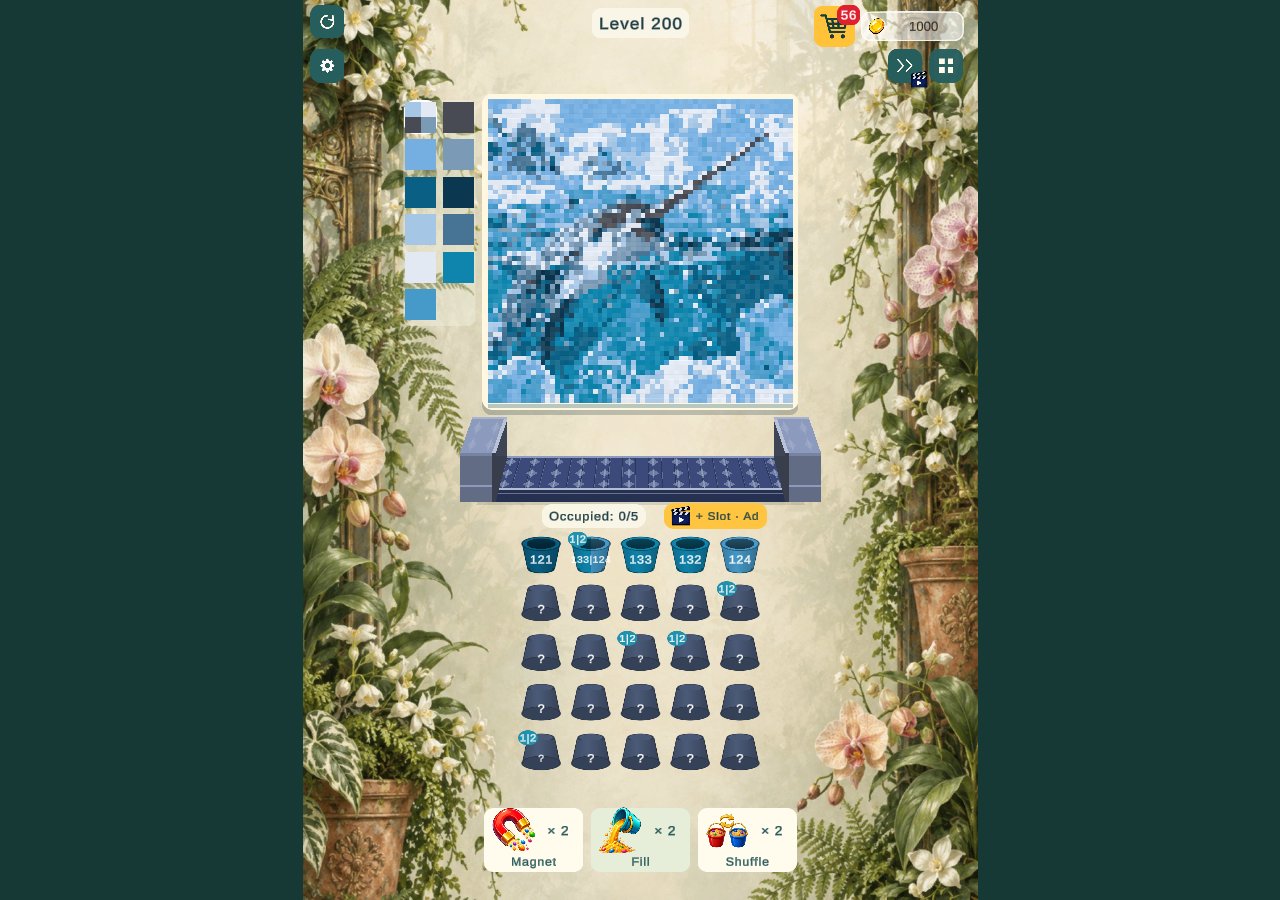 Level 200
56
1000
Occupied: 0/5
+ Slot · Ad
1|2
121
133|124
133
132
124
1|2
? ? ? ? ?
1|2 1|2
? ? ? ? ?
? ? ? ? ?
1|2
? ? ? ? ?
× 2
Magnet
× 2
Fill
× 2
Shuffle